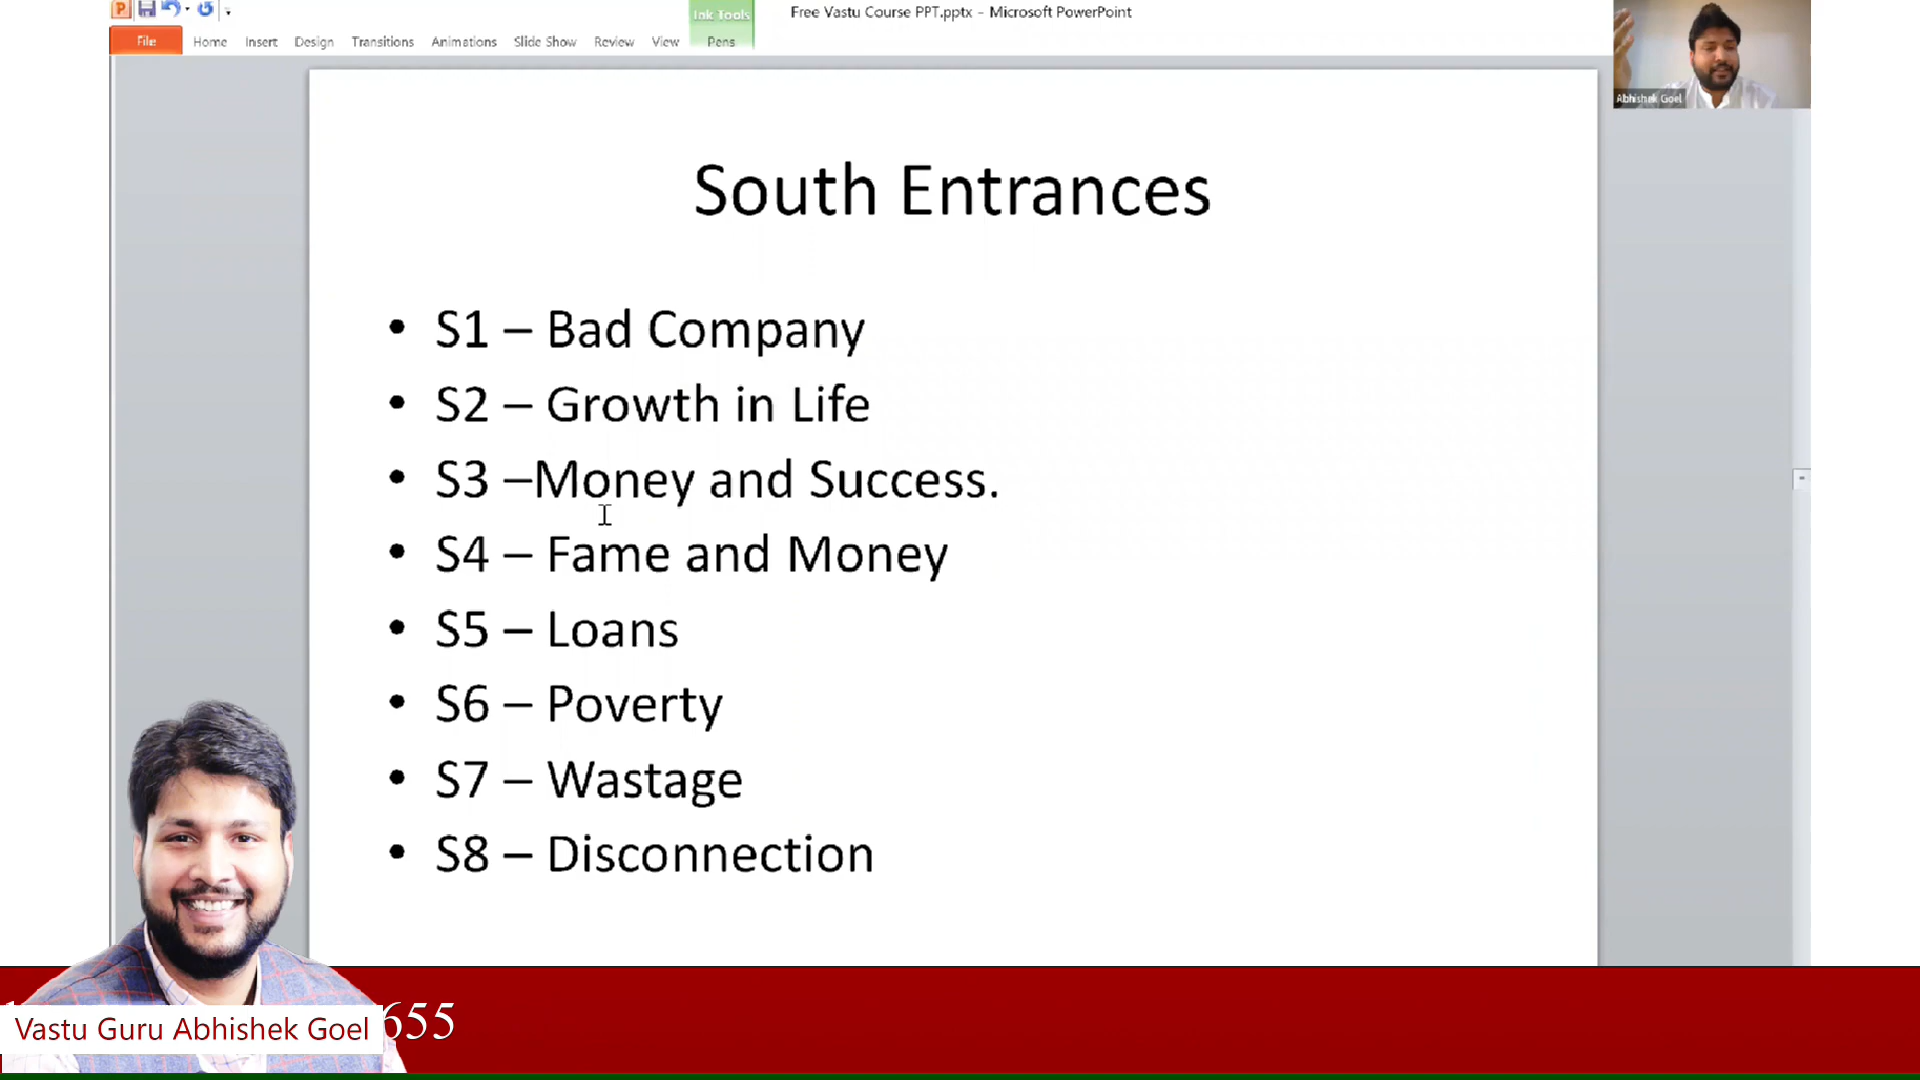 Free Vastu Course PPT.pptx - Microsoft PowerPoint
Ink Tools
File Home Insert Design Transitions Animations Slide Show Review View Pens
Abhishek Goel
South Entrances
• S1 – Bad Company
• S2 – Growth in Life
• S3 –Money and Success.
• S4 – Fame and Money
• S5 – Loans
• S6 – Poverty
• S7 – Wastage
• S8 – Disconnection
655
Vastu Guru Abhishek Goel